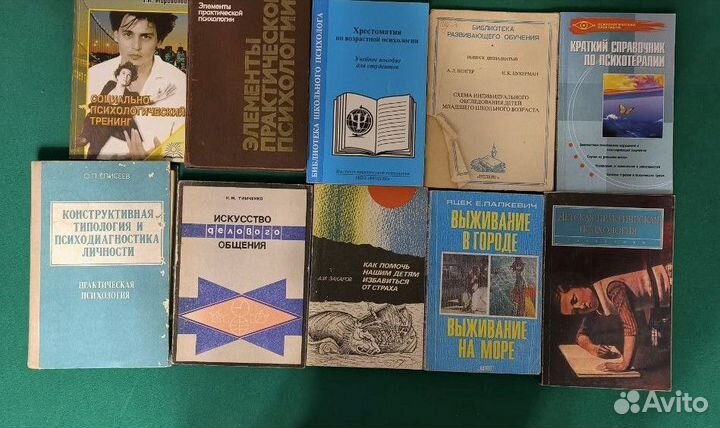 СОЦИАЛЬНО-
ПСИХОЛОГИЧЕСКИЙ
ТРЕНИНГ
Элементы
практической
психологии
ЭЛЕМЕНТЫ
ПРАКТИЧЕСКОЙ
ПСИХОЛОГИИ
БИБЛИОТЕКА ШКОЛЬНОГО ПСИХОЛОГА
Хрестоматия
по возрастной психологии
Учебное пособие
для студентов
БИБЛИОТЕКА
РАЗВИВАЮЩЕГО ОБУЧЕНИЯ
А.Л. ВЕНГЕР
Г.К. ЦУКЕРМАН
СХЕМА ИНДИВИДУАЛЬНОГО
ОБСЛЕДОВАНИЯ ДЕТЕЙ
МЛАДШЕГО ШКОЛЬНОГО ВОЗРАСТА
КРАТКИЙ СПРАВОЧНИК
ПО ПСИХОТЕРАПИИ
О.П. ЕЛИСЕЕВ
КОНСТРУКТИВНАЯ
ТИПОЛОГИЯ И
ПСИХОДИАГНОСТИКА
ЛИЧНОСТИ
ПРАКТИЧЕСКАЯ
ПСИХОЛОГИЯ
Н. М. ТИМЧЕНКО
ИСКУССТВО
делового
ОБЩЕНИЯ
А.И. ЗАХАРОВ
КАК ПОМОЧЬ
НАШИМ ДЕТЯМ
ИЗБАВИТЬСЯ
ОТ СТРАХА
ЯЦЕК Е.ПАЛКЕВИЧ
ВЫЖИВАНИЕ
В ГОРОДЕ
ВЫЖИВАНИЕ
НА МОРЕ
ДЕТСКАЯ ПРАКТИЧЕСКАЯ
ПСИХОЛОГИЯ
Avito